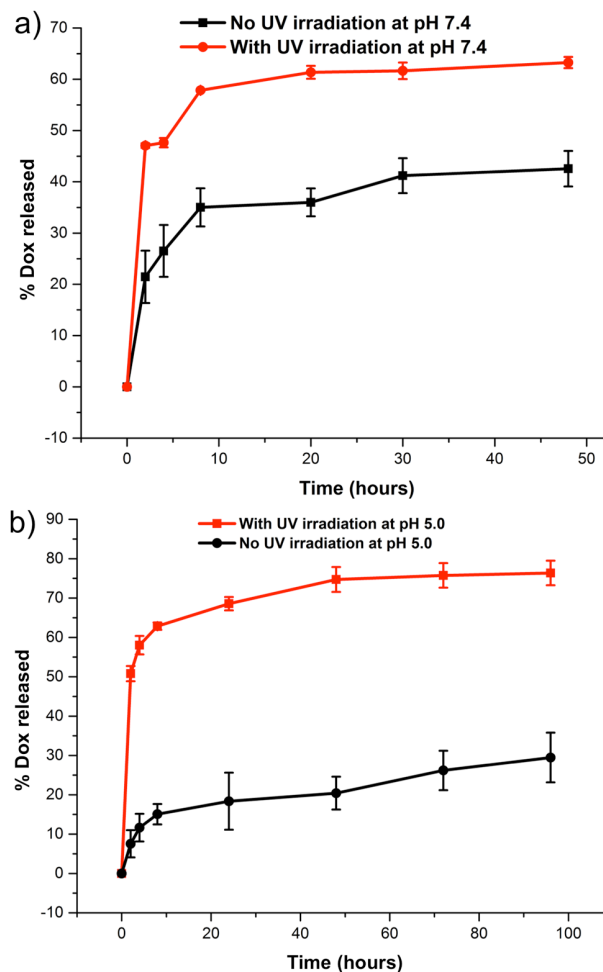 a)
No UV irradiation at pH 7.4
With UV irradiation at pH 7.4
70
60
50
40
30
20
10
0
-10
% Dox released
0 10 20 30 40 50
Time (hours)
b)
With UV irradiation at pH 5.0
No UV irradiation at pH 5.0
90
80
70
60
50
40
30
20
10
0
-10
% Dox released
0 20 40 60 80 100
Time (hours)